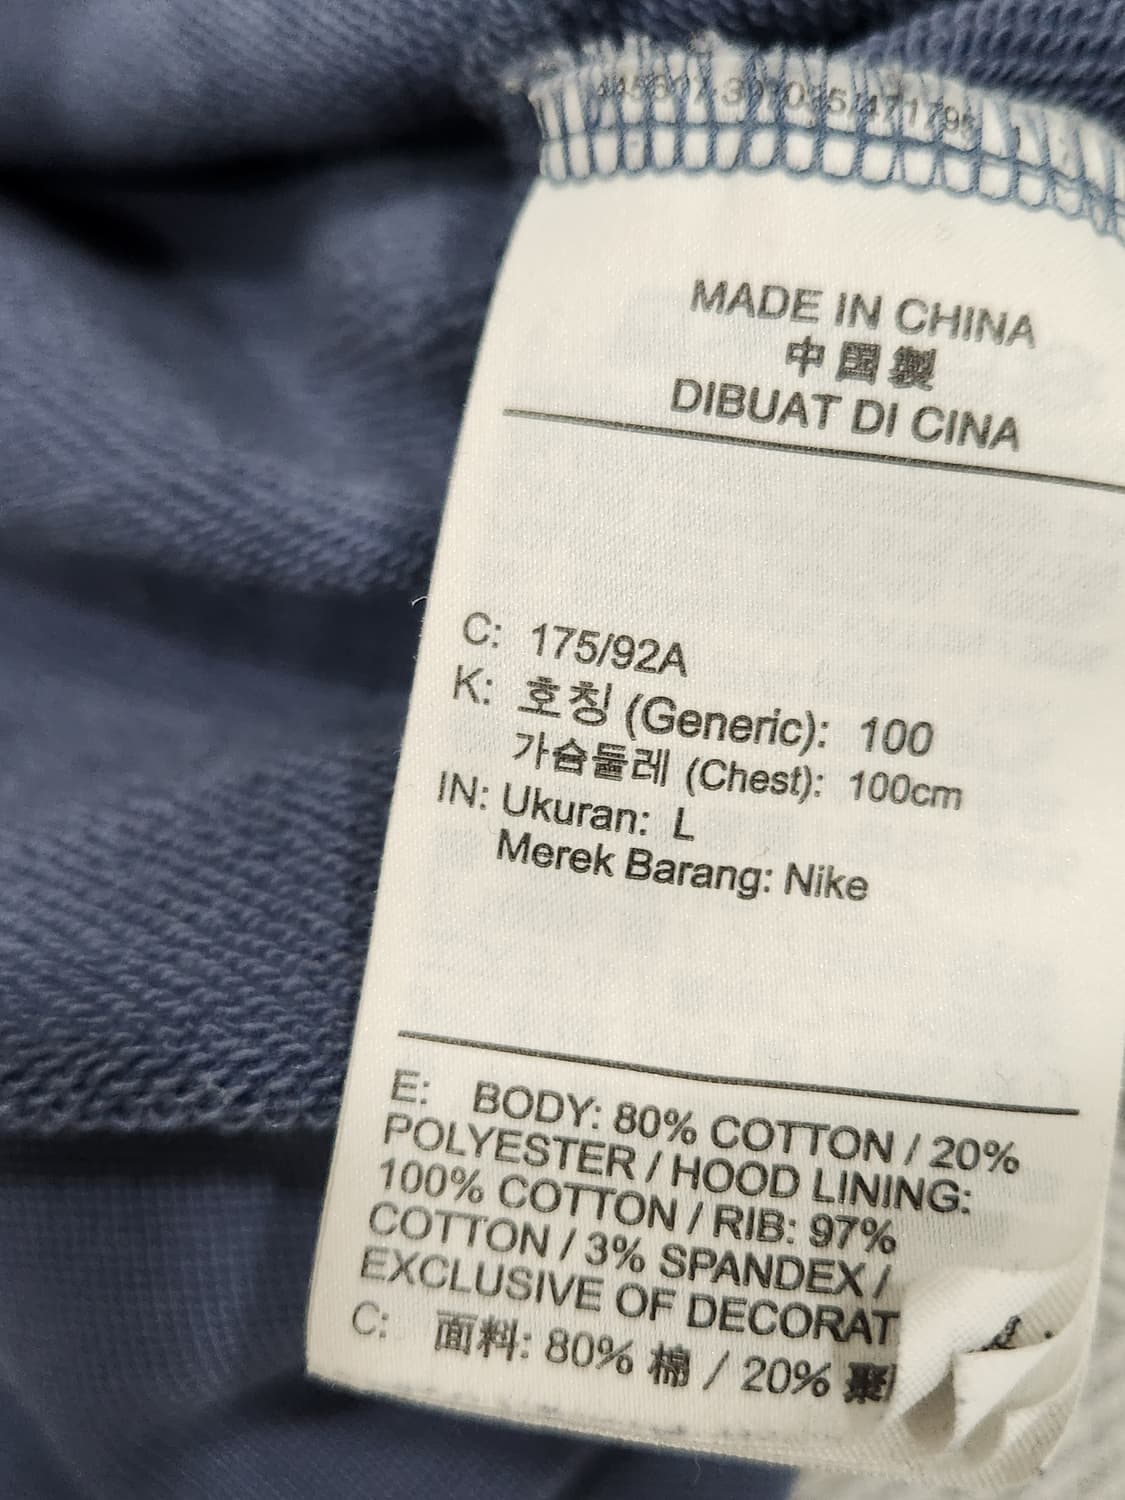 MADE IN CHINA
中国製
DIBUAT DI CINA
C: 175/92A
K: 호칭 (Generic): 100
가슴둘레 (Chest): 100cm
IN: Ukuran: L
Merek Barang: Nike
E: BODY: 80% COTTON / 20%
POLYESTER / HOOD LINING:
100% COTTON / RIB: 97%
COTTON / 3% SPANDEX /
EXCLUSIVE OF DECORAT
C: 面料: 80% 棉 / 20% 聚